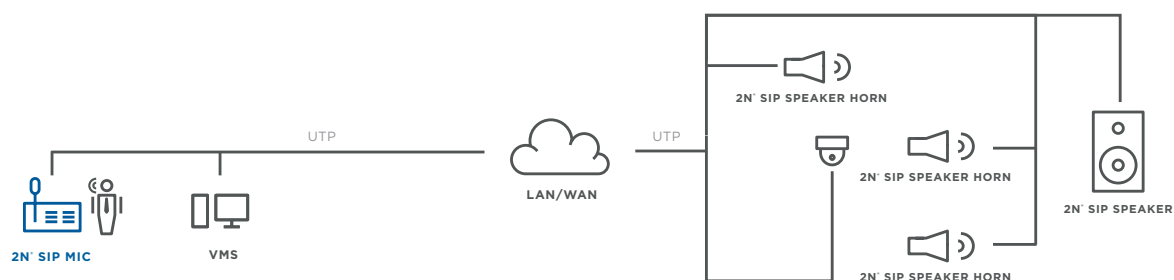 UTP
UTP
2N° SIP SPEAKER HORN
2N° SIP SPEAKER HORN
LAN/WAN
2N° SIP SPEAKER
2N° SIP MIC
VMS
2N° SIP SPEAKER HORN